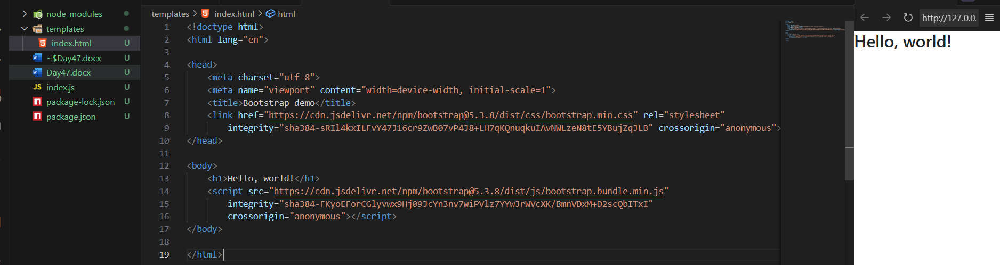 node_modules
templates
index.html U
~$Day47.docx U
Day47.docx U
JS index.js U
package-lock.json U
package.json U
templates > index.html > html
1 <!doctype html>
2 <html lang="en">
3
4 <head>
5 <meta charset="utf-8">
6 <meta name="viewport" content="width=device-width, initial-scale=1">
7 <title>Bootstrap demo</title>
8 <link href="https://cdn.jsdelivr.net/npm/bootstrap@5.3.8/dist/css/bootstrap.min.css" rel="stylesheet"
9 integrity="sha384-sRIl4kxILFvY47J16cr9ZwB07vP4J8+LH7qKQnuqkuIAvNWLzeN8tE5YBujZqJLB" crossorigin="anonymous">
10 </head>
11
12 <body>
13 <h1>Hello, world!</h1>
14 <script src="https://cdn.jsdelivr.net/npm/bootstrap@5.3.8/dist/js/bootstrap.bundle.min.js"
15 integrity="sha384-FKyoEForCGlyvwx9Hj09JcYn3nv7wiPVlz7YYwJrWVcXK/BmnVDxM+D2scQbITxI"
16 crossorigin="anonymous"></script>
17 </body>
18
19 </html>
http://127.0.0.
Hello, world!